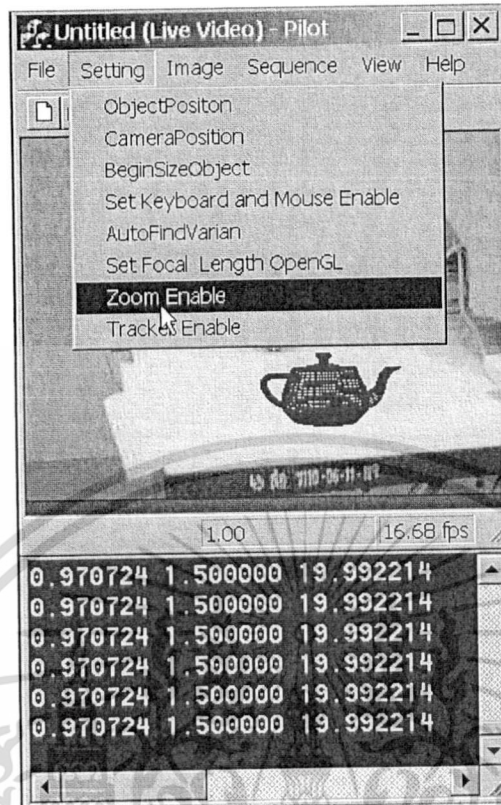 Untitled (Live Video) - Pilot
File Setting Image Sequence View Help
ObjectPositon
CameraPosition
BeginSizeObject
Set Keyboard and Mouse Enable
AutoFindVarian
Set Focal Length OpenGL
Zoom Enable
Tracker Enable
7110-06-11-
1.00 16.68 fps
0.970724 1.500000 19.992214
0.970724 1.500000 19.992214
0.970724 1.500000 19.992214
0.970724 1.500000 19.992214
0.970724 1.500000 19.992214
0.970724 1.500000 19.992214